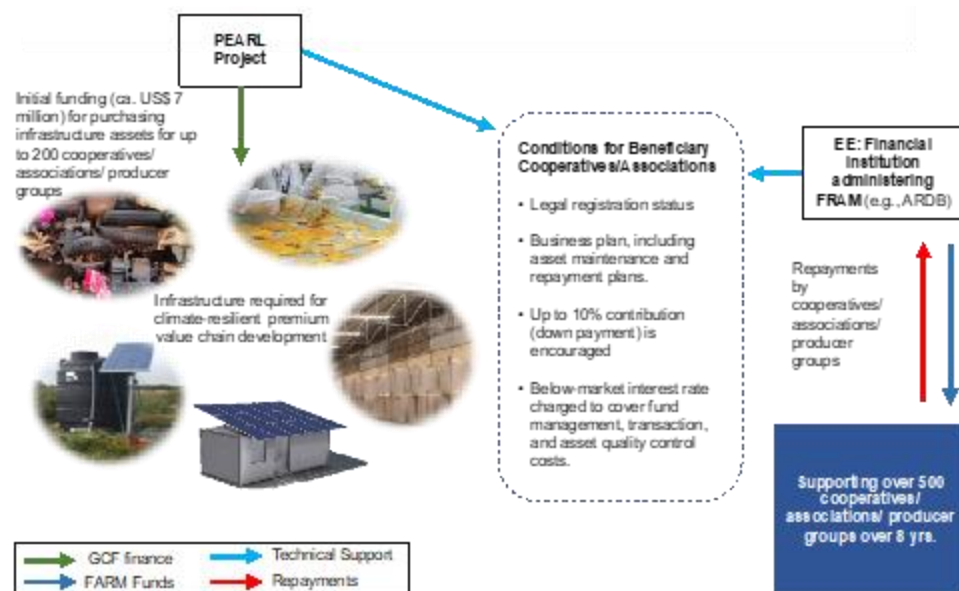 PEARL
Project
Initial funding (ca. US$ 7
million) for purchasing
infrastructure assets for up
to 200 cooperatives/
associations/ producer
groups
Infrastructure required for
climate-resilient premium
value chain development
Conditions for Beneficiary
Cooperatives/Associations
• Legal registration status
• Business plan, including
asset maintenance and
repayment plans.
• Up to 10% contribution
(down payment) is
encouraged
• Below-market interest rate
charged to cover fund
management, transaction,
and asset quality control
costs.
EE: Financial
Institution
administering
FRAM (e.g., ARDB)
Repayments
by
cooperatives/
associations/
producer
groups
Supporting over 500
cooperatives/
associations/ producer
groups over 8 yrs.
GCF finance
Technical Support
FARM Funds
Repayments